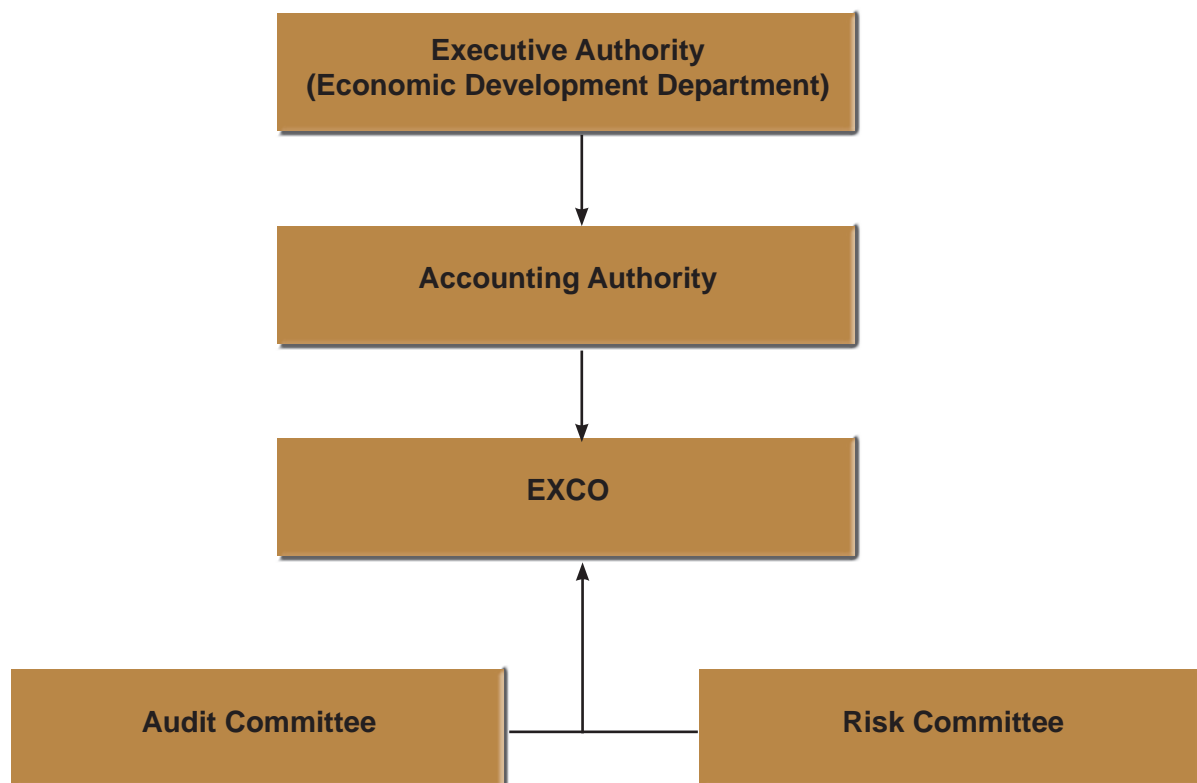 Executive Authority
(Economic Development Department)
Accounting Authority
EXCO
Audit Committee
Risk Committee